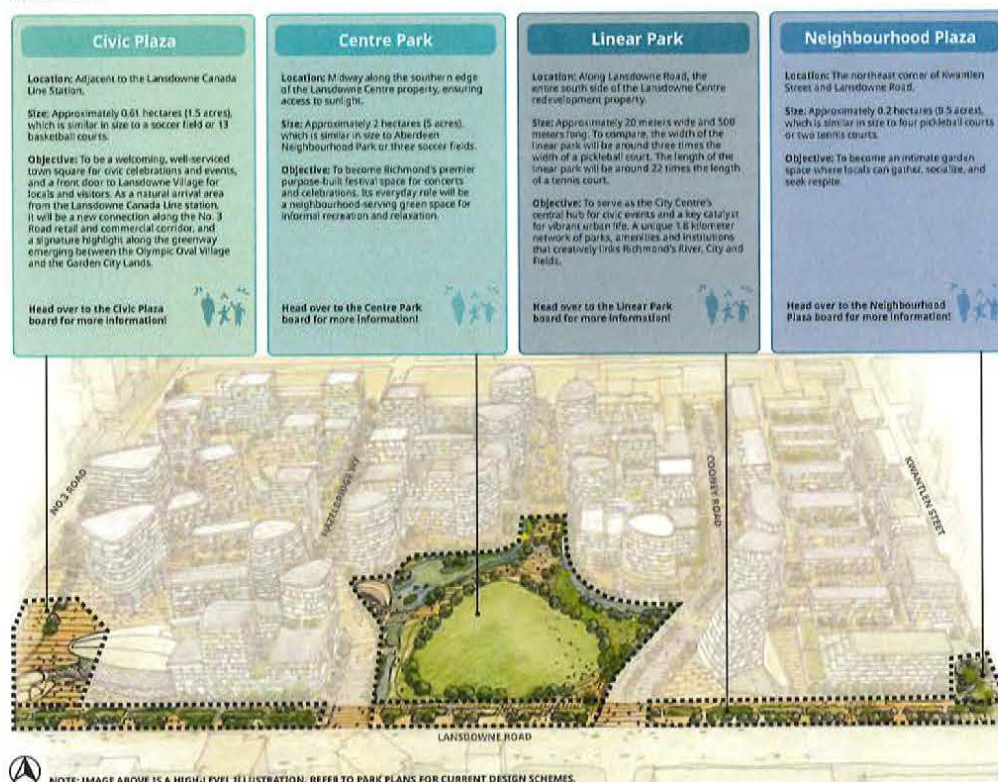 Civic Plaza
Location: Adjacent to the Lansdowne Canada
Line Station.
Size: Approximately 0.61 hectares (1.5 acres),
which is similar in size to a soccer field or 13
basketball courts.
Objective: To be a welcoming, well-serviced
town square for civic celebrations and events,
and a front door to Lansdowne Village for
locals and visitors. As a natural arrival area
from the Lansdowne Canada Line station,
it will be a new connection along the No. 3
Road retail and commercial corridor, and
a signature highlight along the greenway
emerging between the Olympic Oval Village
and the Garden City Lands.
Head over to the Civic Plaza
board for more information!
Centre Park
Location: Midway along the southern edge
of the Lansdowne Centre property, ensuring
access to sunlight.
Size: Approximately 2 hectares (5 acres),
which is similar in size to Aberdeen
Neighbourhood Park or three soccer fields.
Objective: To become Richmond's premier
purpose-built festival space for concerts
and celebrations. Its everyday role will be
a neighbourhood-serving green space for
informal recreation and relaxation.
Head over to the Centre Park
board for more information!
Linear Park
Location: Along Lansdowne Road, the
entire south side of the Lansdowne Centre
redevelopment property.
Size: Approximately 20 meters wide and 500
meters long. To compare, the width of the
linear park will be around three times the
width of a pickleball court. The length of the
linear park will be around 22 times the length
of a tennis court.
Objective: To serve as the City Centre's
central hub for civic events and a key catalyst
for vibrant urban life. A unique 1.8 kilometer
network of parks, amenities and institutions
that creatively links Richmond's River, City and
Fields.
Head over to the Linear Park
board for more information!
Neighbourhood Plaza
Location: The northeast corner of Kwantlen
Street and Lansdowne Road.
Size: Approximately 0.2 hectares (0.5 acres),
which is similar in size to four pickleball courts
or two tennis courts.
Objective: To become an intimate garden
space where locals can gather, socialize, and
seek respite.
Head over to the Neighbourhood
Plaza board for more information!
NO.3 ROAD
HAZELBRIDGE WY
COONEY ROAD
KWANTLEN STEET
LANSDOWNE ROAD
NOTE: IMAGE ABOVE IS A HIGH-LEVEL ILLUSTRATION. REFER TO PARK PLANS FOR CURRENT DESIGN SCHEMES.